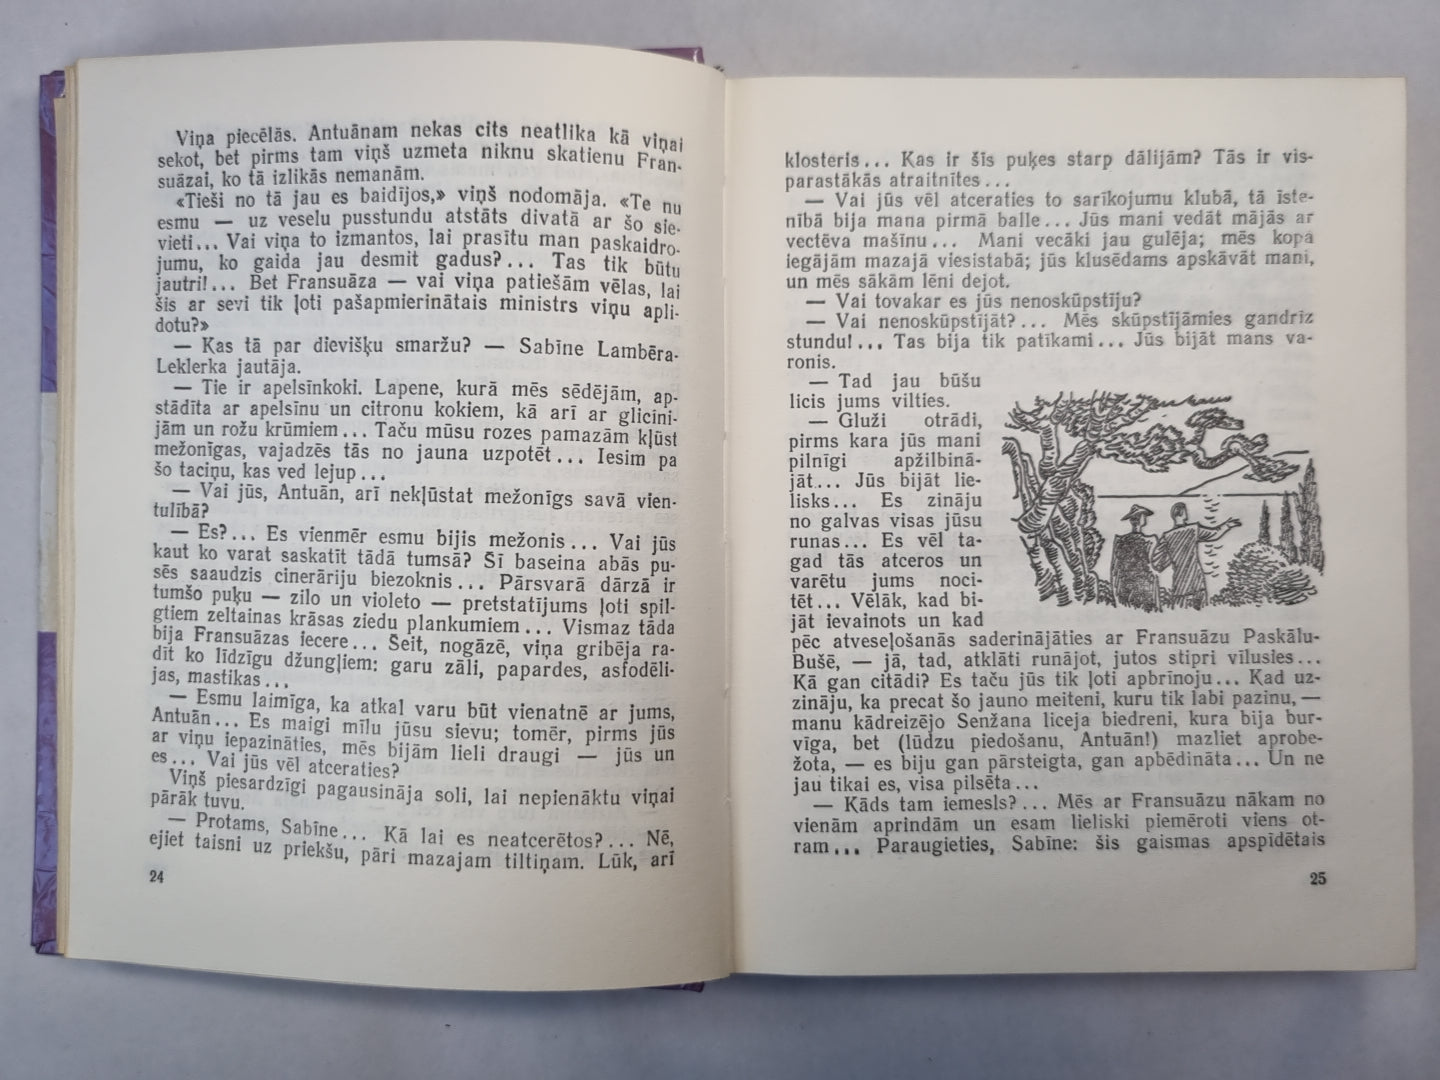 Viņa piecēlās. Antuānam nekas cits neatlika kā viņai
sekot, bet pirms tam viņš uzmeta niknu skatienu Fran-
suāzai, ko tā izlikās nemanām.
«Tieši no tā jau es baidījos,» viņš nodomāja. «Te nu
esmu — uz veselu pusstundu atstāts divatā ar šo sie-
vieti... Vai viņa to izmantos, lai prasītu man paskaidro-
jumu, ko gaida jau desmit gadus?... Tas tik būtu
jautri!... Bet Fransuāza — vai viņa patiešām vēlas, lai
šis ar sevi tik ļoti pašapmierinātais ministrs viņu apli-
dotu?»
— Kas tā par dievišķu smaržu? — Sabīne Lambēra-
Leklerka jautāja.
— Tie ir apelsīnkoki. Lapene, kurā mēs sēdējām, ap-
stādīta ar apelsīnu un citronu kokiem, kā arī ar glicīni-
jām un rožu krūmiem... Taču mūsu rozes pamazām kļūst
mežonīgas, vajadzēs tās no jauna uzpotēt... Iesim pa
šo taciņu, kas ved lejup...
— Vai jūs, Antuān, arī nekļūstat mežonīgs savā vien-
tulībā?
— Es?... Es vienmēr esmu bijis mežonis... Vai jūs
kaut ko varat saskatīt tādā tumsā? Šī baseina abās pu-
sēs saaudzis cinerāriju biezoknis... Pārsvarā dārzā ir
tumšo puķu — zilo un violeto — pretstatījums ļoti spil-
gtiem zeltainas krāsas ziedu plankumiem... Vismaz tāda
bija Fransuāzas iecere... Šeit, nogāzē, viņa gribēja ra-
dīt ko līdzīgu džungļiem: garu zāli, papardes, asfodēli-
jas, mastikas...
— Esmu laimīga, ka atkal varu būt vienatnē ar jums,
Antuān... Es maigi mīlu jūsu sievu; tomēr, pirms jūs
ar viņu iepazināties, mēs bijām lieli draugi — jūs un
es... Vai jūs vēl atceraties?
Viņš piesardzīgi pagausināja soli, lai nepienāktu viņai
pārāk tuvu.
— Protams, Sabīne... Kā lai es neatcerētos?... Nē,
ejiet taisni uz priekšu, pāri mazajam tiltiņam. Lūk, arī
24
klosteris... Kas ir šīs puķes starp dālijām? Tās ir vis-
parastākās atraitnītes...
— Vai jūs vēl atceraties to sarīkojumu klubā, tā īste-
nībā bija mana pirmā balle... Jūs mani vedāt mājās ar
vectēva mašīnu... Mani vecāki jau gulēja; mēs kopā
iegājām mazajā viesistabā; jūs klusēdams apskāvāt mani,
un mēs sākām lēni dejot.
— Vai tovakar es jūs nenoskūpstīju?
— Vai nenoskūpstījāt?... Mēs skūpstījāmies gandrīz
stundu!... Tas bija tik patīkami... Jūs bijāt mans va-
ronis.
— Tad jau būšu
licis jums vilties.
— Gluži otrādi,
pirms kara jūs mani
pilnīgi apžilbinā-
jāt... Jūs bijāt lie-
lisks... Es zināju
no galvas visas jūsu
runas... Es vēl ta-
gad tās atceros un
varētu jums noci-
tēt... Vēlāk, kad bi-
jāt ievainots un kad
pēc atveseļošanās saderinājāties ar Fransuāzu Paskālu-
Bušē, — jā, tad, atklāti runājot, jutos stipri vīlusies...
Kā gan citādi? Es taču jūs tik ļoti apbrīnoju... Kad uz-
zināju, ka precat šo jauno meiteni, kuru tik labi pazinu, —
manu kādreizējo Senžana liceja biedreni, kura bija bur-
vīga, bet (lūdzu piedošanu, Antuān!) mazliet aprobe-
žota, — es biju gan pārsteigta, gan apbēdināta... Un ne
jau tikai es, visa pilsēta...
— Kāds tam iemesls?... Mēs ar Fransuāzu nākam no
vienām aprindām un esam lieliski piemēroti viens ot-
ram... Paraugieties, Sabīne: šīs gaismas apspīdētais
25